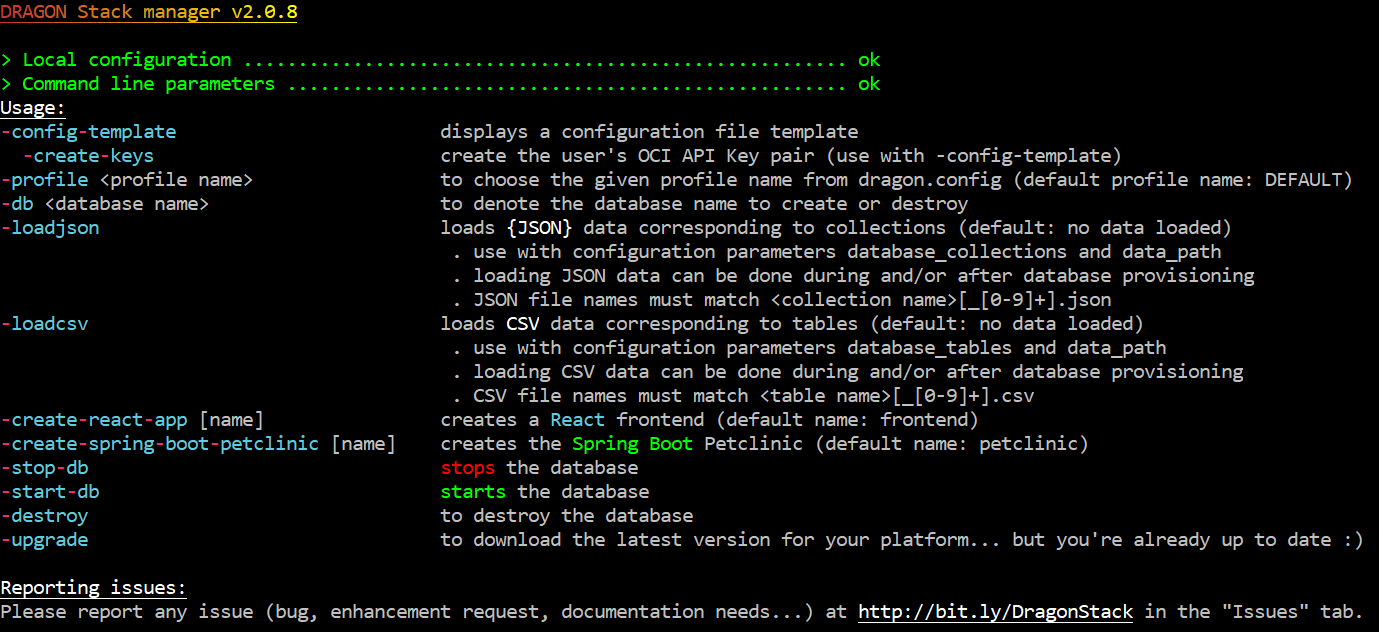 DRAGON Stack manager v2.0.8
> Local configuration ....................................................... ok
> Command line parameters ................................................... ok
Usage:
-config-template displays a configuration file template
-create-keys create the user's OCI API Key pair (use with -config-template)
-profile <profile name> to choose the given profile name from dragon.config (default profile name: DEFAULT)
-db <database name> to denote the database name to create or destroy
-loadjson loads {JSON} data corresponding to collections (default: no data loaded)
. use with configuration parameters database_collections and data_path
. loading JSON data can be done during and/or after database provisioning
. JSON file names must match <collection name>[_[0-9]+].json
-loadcsv loads CSV data corresponding to tables (default: no data loaded)
. use with configuration parameters database_tables and data_path
. loading CSV data can be done during and/or after database provisioning
. CSV file names must match <table name>[_[0-9]+].csv
-create-react-app [name] creates a React frontend (default name: frontend)
-create-spring-boot-petclinic [name] creates the Spring Boot Petclinic (default name: petclinic)
-stop-db stops the database
-start-db starts the database
-destroy to destroy the database
-upgrade to download the latest version for your platform... but you're already up to date :)
Reporting issues:
Please report any issue (bug, enhancement request, documentation needs...) at http://bit.ly/DragonStack in the "Issues" tab.